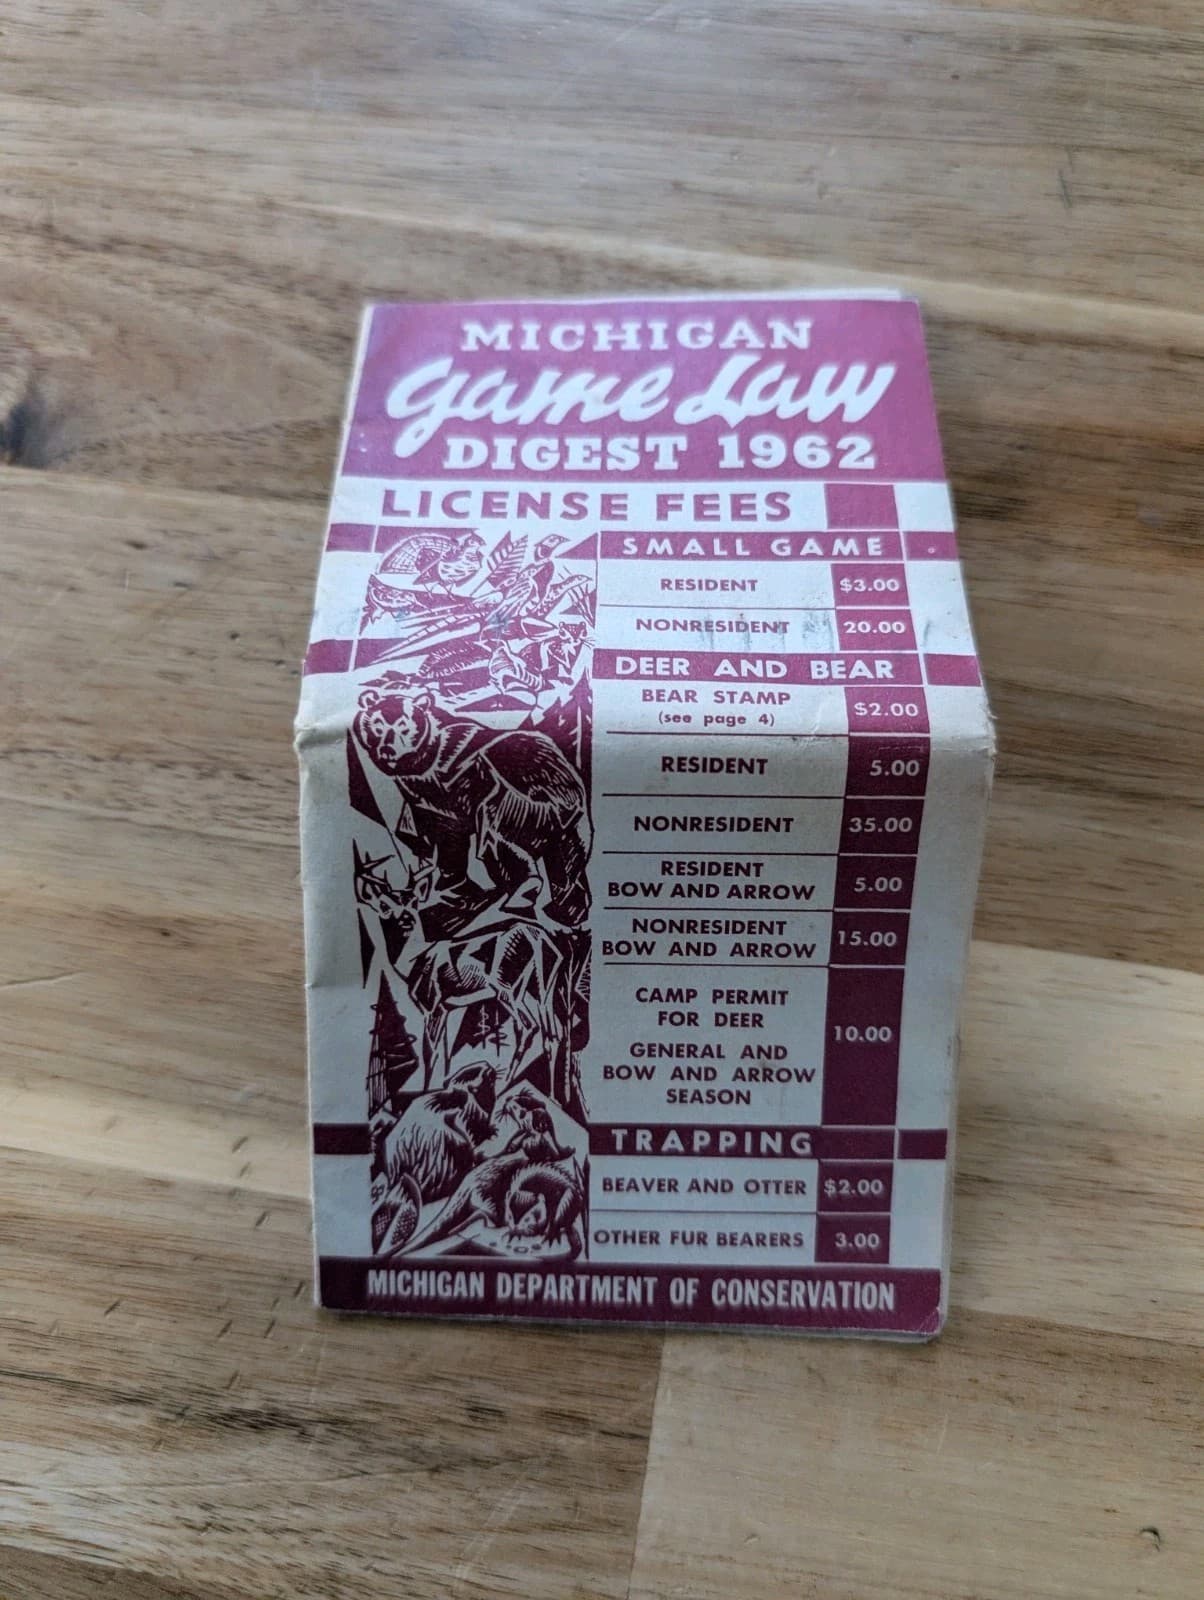 MICHIGAN
Game Law
DIGEST 1962
LICENSE FEES
SMALL GAME
RESIDENT $3.00
NONRESIDENT 20.00
DEER AND BEAR
BEAR STAMP
(see page 4) $2.00
RESIDENT 5.00
NONRESIDENT 35.00
RESIDENT
BOW AND ARROW 5.00
NONRESIDENT
BOW AND ARROW 15.00
CAMP PERMIT
FOR DEER
GENERAL AND
BOW AND ARROW
SEASON
10.00
TRAPPING
BEAVER AND OTTER $2.00
OTHER FUR BEARERS 3.00
MICHIGAN DEPARTMENT OF CONSERVATION